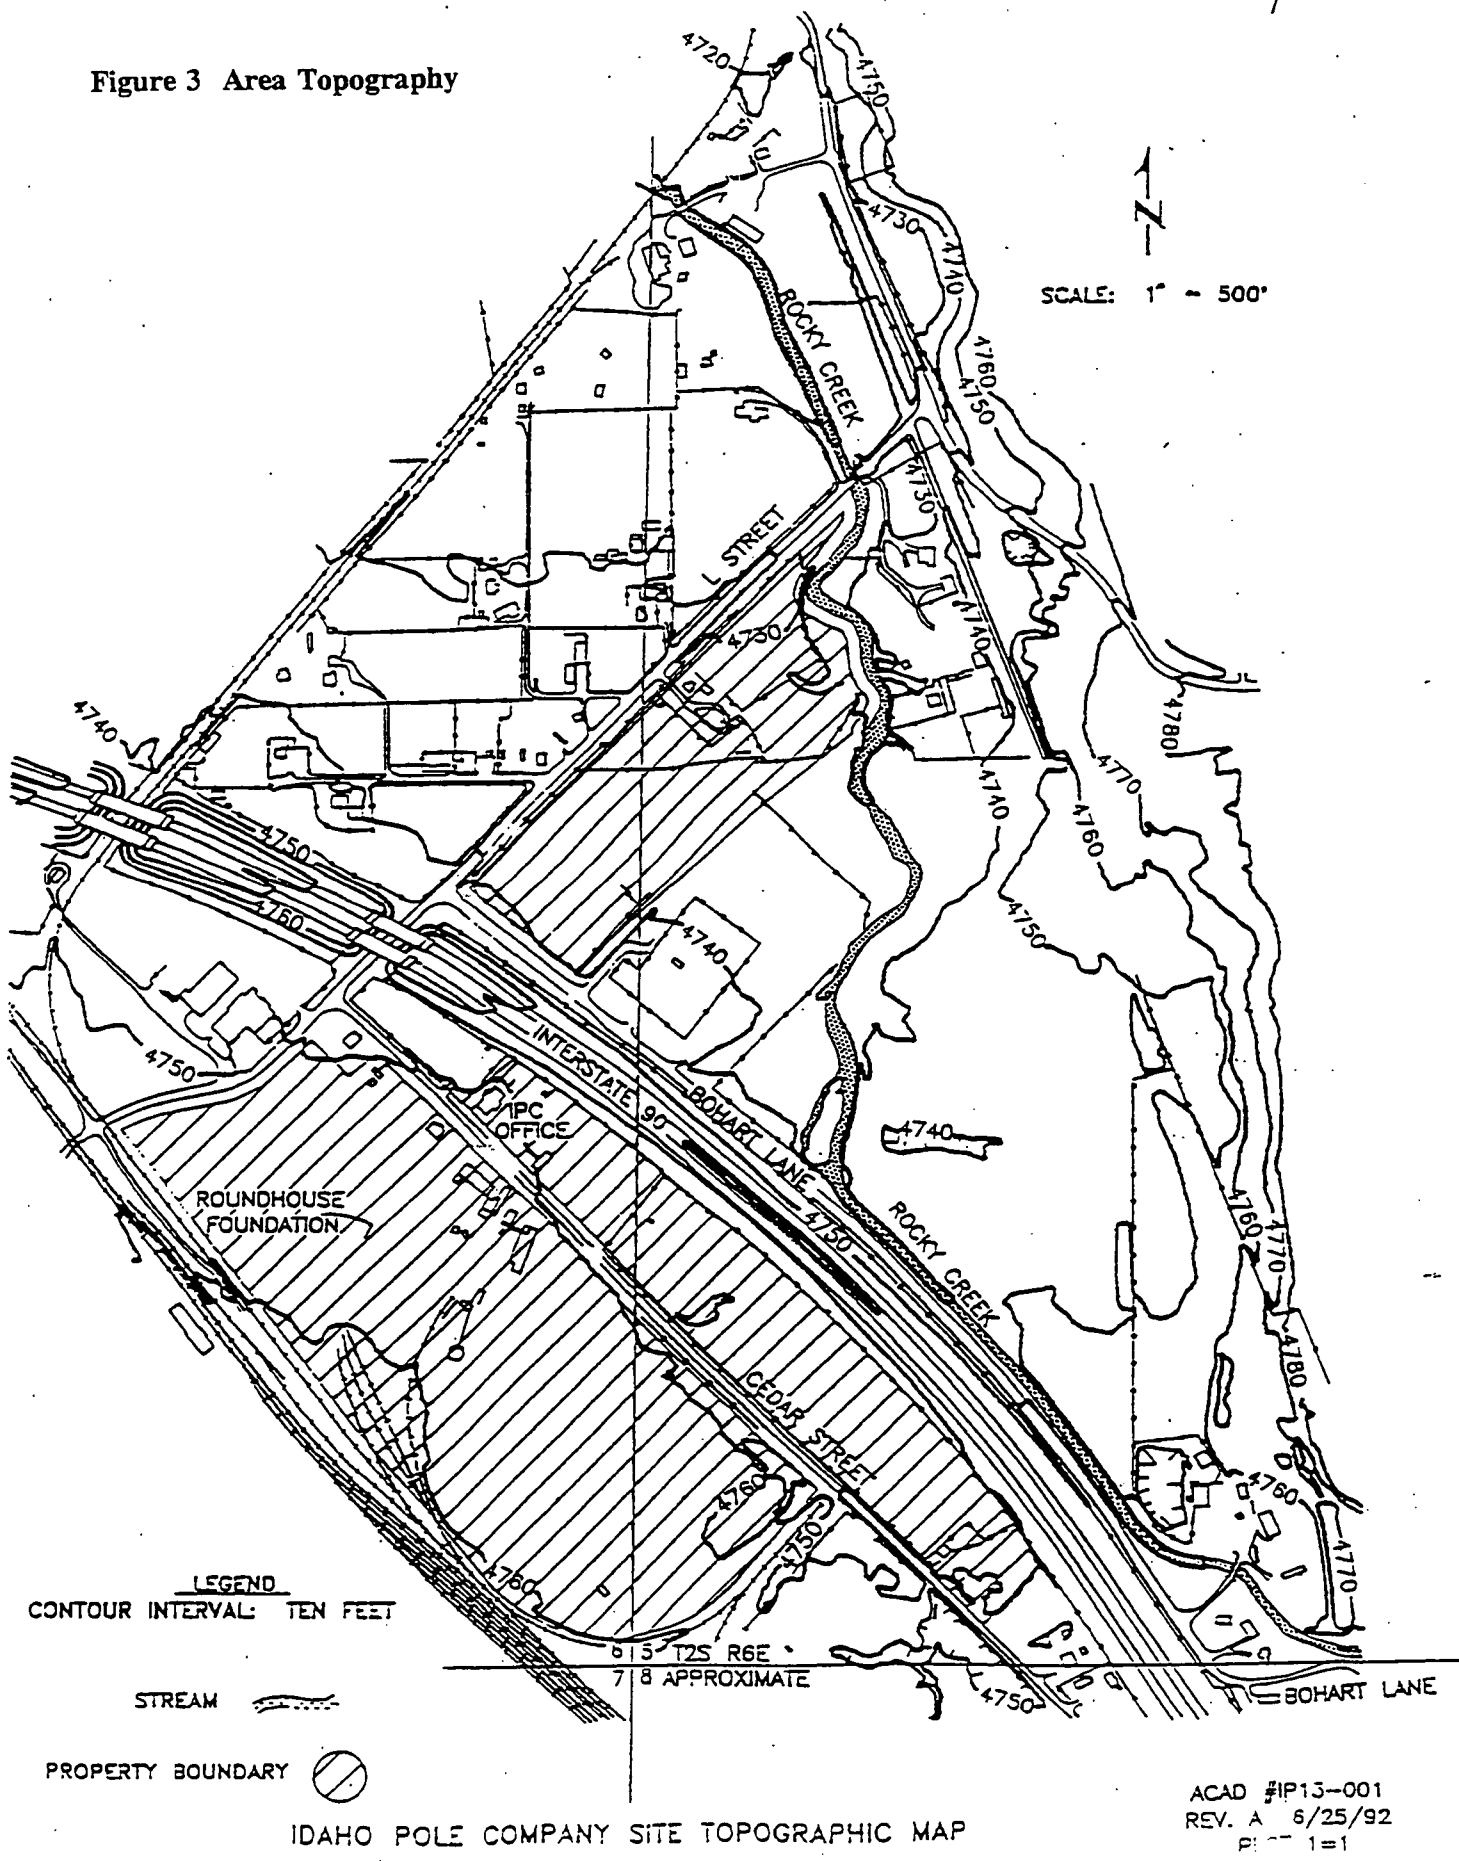 Figure 3 Area Topography
4720
4750
4730
4740
SCALE: 1" ~ 500'
ROCKY CREEK
4760
4750
4730
L STREET
4740
4780
4740
4740
4770
4760
4750
4750
4760
4740
4750
INTERSTATE 90
BOHART LANE
IPC
OFFICE
4740
ROUNDHOUSE
FOUNDATION
4750
ROCKY CREEK
4760
4770
4780
CEDAR STREET
4760
4750
4760
4770
4760
LEGEND
CONTOUR INTERVAL: TEN FEET
6 5 T2S R6E
7 8 APPROXIMATE
4750
BOHART LANE
STREAM
PROPERTY BOUNDARY
ACAD #IP13-001
REV. A 6/25/92
1=1
IDAHO POLE COMPANY SITE TOPOGRAPHIC MAP